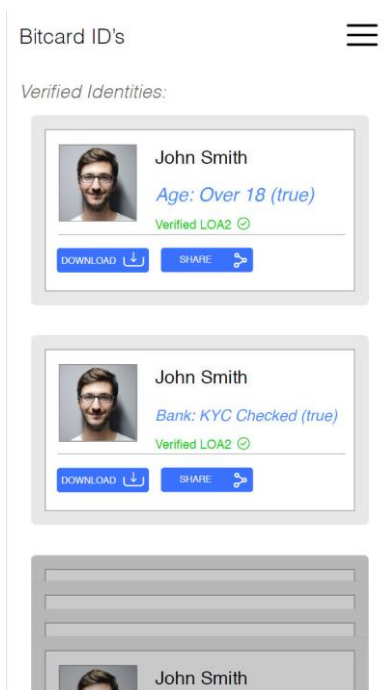 Bitcard ID's
Verified Identities:
John Smith
Age: Over 18 (true)
Verified LOA2
DOWNLOAD
SHARE
John Smith
Bank: KYC Checked (true)
Verified LOA2
DOWNLOAD
SHARE
John Smith